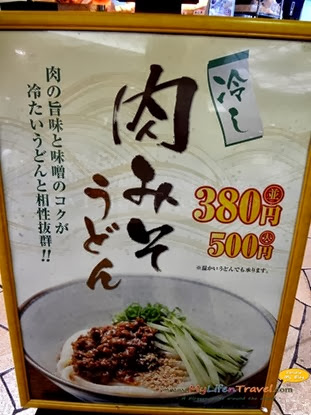 冷し
肉みそ
うどん
肉の旨味と味噌のコクが
冷たいうどんと相性抜群!!
並 380円
大 500円
※温かいうどんでも承ります。